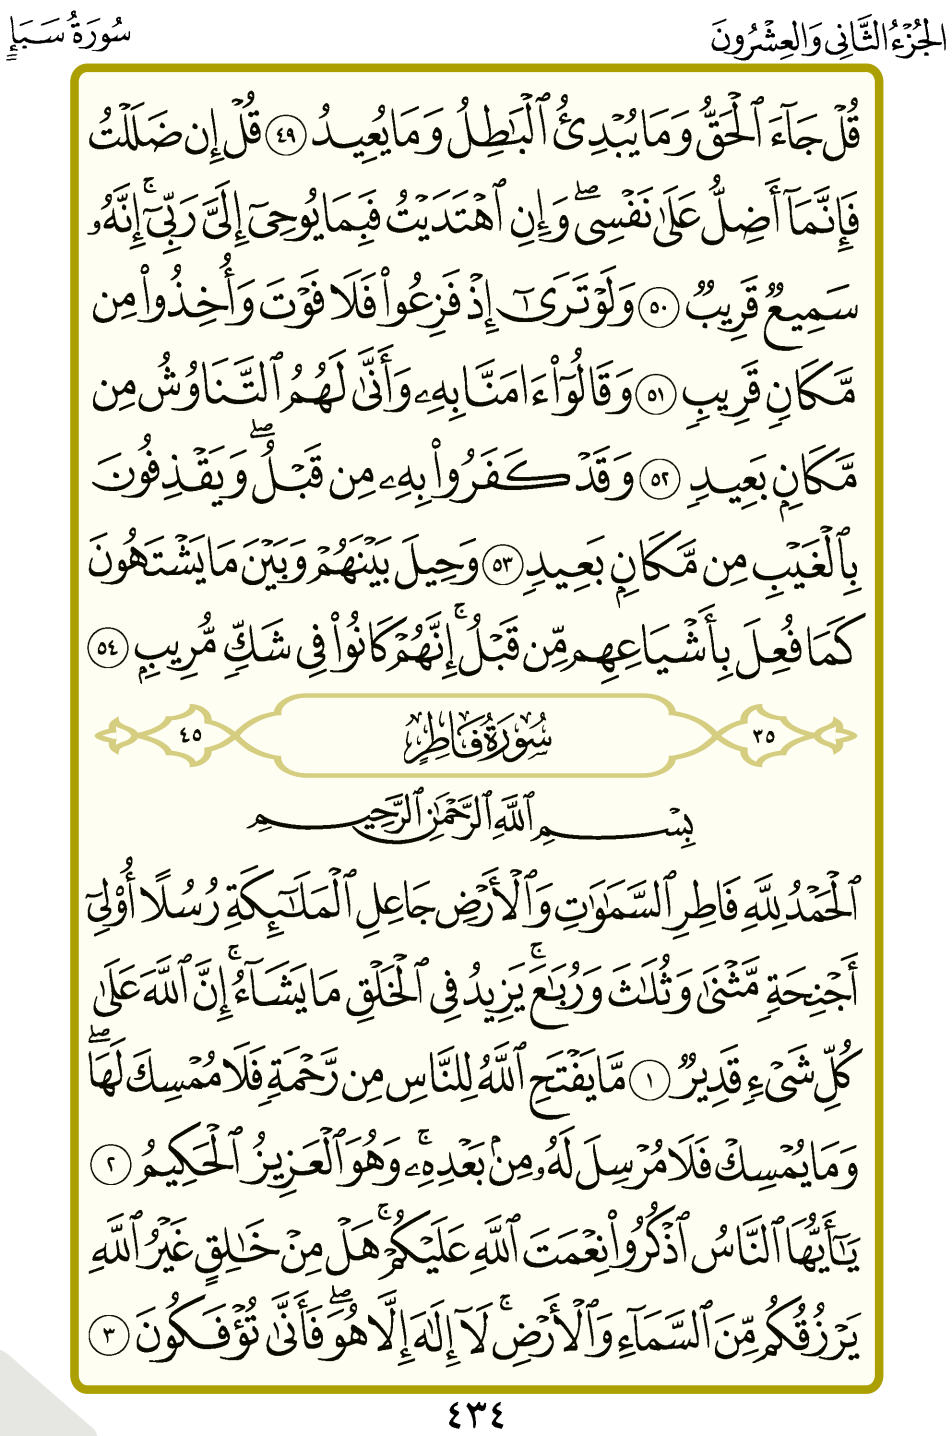 الجُزْءُ الثَّانِي وَالعِشْرُونَ
سُورَةُ سَبَإٍ
قُلْ جَآءَ ٱلْحَقُّ وَمَا يُبْدِئُ ٱلْبَٰطِلُ وَمَا يُعِيدُ ٤٩ قُلْ إِن ضَلَلْتُ
فَإِنَّمَآ أَضِلُّ عَلَىٰ نَفْسِىۖ وَإِنِ ٱهْتَدَيْتُ فَبِمَا يُوحِىٓ إِلَىَّ رَبِّىٓۚ إِنَّهُۥ
سَمِيعٌ قَرِيبٌ ٥٠ وَلَوْ تَرَىٰٓ إِذْ فَزِعُوا۟ فَلَا فَوْتَ وَأُخِذُوا۟ مِن
مَّكَانٍ قَرِيبٍ ٥١ وَقَالُوٓا۟ ءَامَنَّا بِهِۦ وَأَنَّىٰ لَهُمُ ٱلتَّنَاوُشُ مِن
مَّكَانٍۭ بَعِيدٍ ٥٢ وَقَدْ كَفَرُوا۟ بِهِۦ مِن قَبْلُۖ وَيَقْذِفُونَ
بِٱلْغَيْبِ مِن مَّكَانٍۭ بَعِيدٍ ٥٣ وَحِيلَ بَيْنَهُمْ وَبَيْنَ مَا يَشْتَهُونَ
كَمَا فُعِلَ بِأَشْيَاعِهِم مِّن قَبْلُۚ إِنَّهُمْ كَانُوا۟ فِى شَكٍّ مُّرِيبٍۭ ٥٤
٣٥ سُورَةُ فَاطِرٍ ٤٥
بِسْمِ ٱللَّهِ ٱلرَّحْمَٰنِ ٱلرَّحِيمِ
ٱلْحَمْدُ لِلَّهِ فَاطِرِ ٱلسَّمَٰوَٰتِ وَٱلْأَرْضِ جَاعِلِ ٱلْمَلَٰٓئِكَةِ رُسُلًا أُو۟لِىٓ
أَجْنِحَةٍ مَّثْنَىٰ وَثُلَٰثَ وَرُبَٰعَۚ يَزِيدُ فِى ٱلْخَلْقِ مَا يَشَآءُۚ إِنَّ ٱللَّهَ عَلَىٰ
كُلِّ شَىْءٍ قَدِيرٌ ١ مَّا يَفْتَحِ ٱللَّهُ لِلنَّاسِ مِن رَّحْمَةٍ فَلَا مُمْسِكَ لَهَاۖ
وَمَا يُمْسِكْ فَلَا مُرْسِلَ لَهُۥ مِنۢ بَعْدِهِۦۚ وَهُوَ ٱلْعَزِيزُ ٱلْحَكِيمُ ٢
يَٰٓأَيُّهَا ٱلنَّاسُ ٱذْكُرُوا۟ نِعْمَتَ ٱللَّهِ عَلَيْكُمْۚ هَلْ مِنْ خَٰلِقٍ غَيْرُ ٱللَّهِ
يَرْزُقُكُم مِّنَ ٱلسَّمَآءِ وَٱلْأَرْضِۚ لَآ إِلَٰهَ إِلَّا هُوَۖ فَأَنَّىٰ تُؤْفَكُونَ ٣
٤٣٤